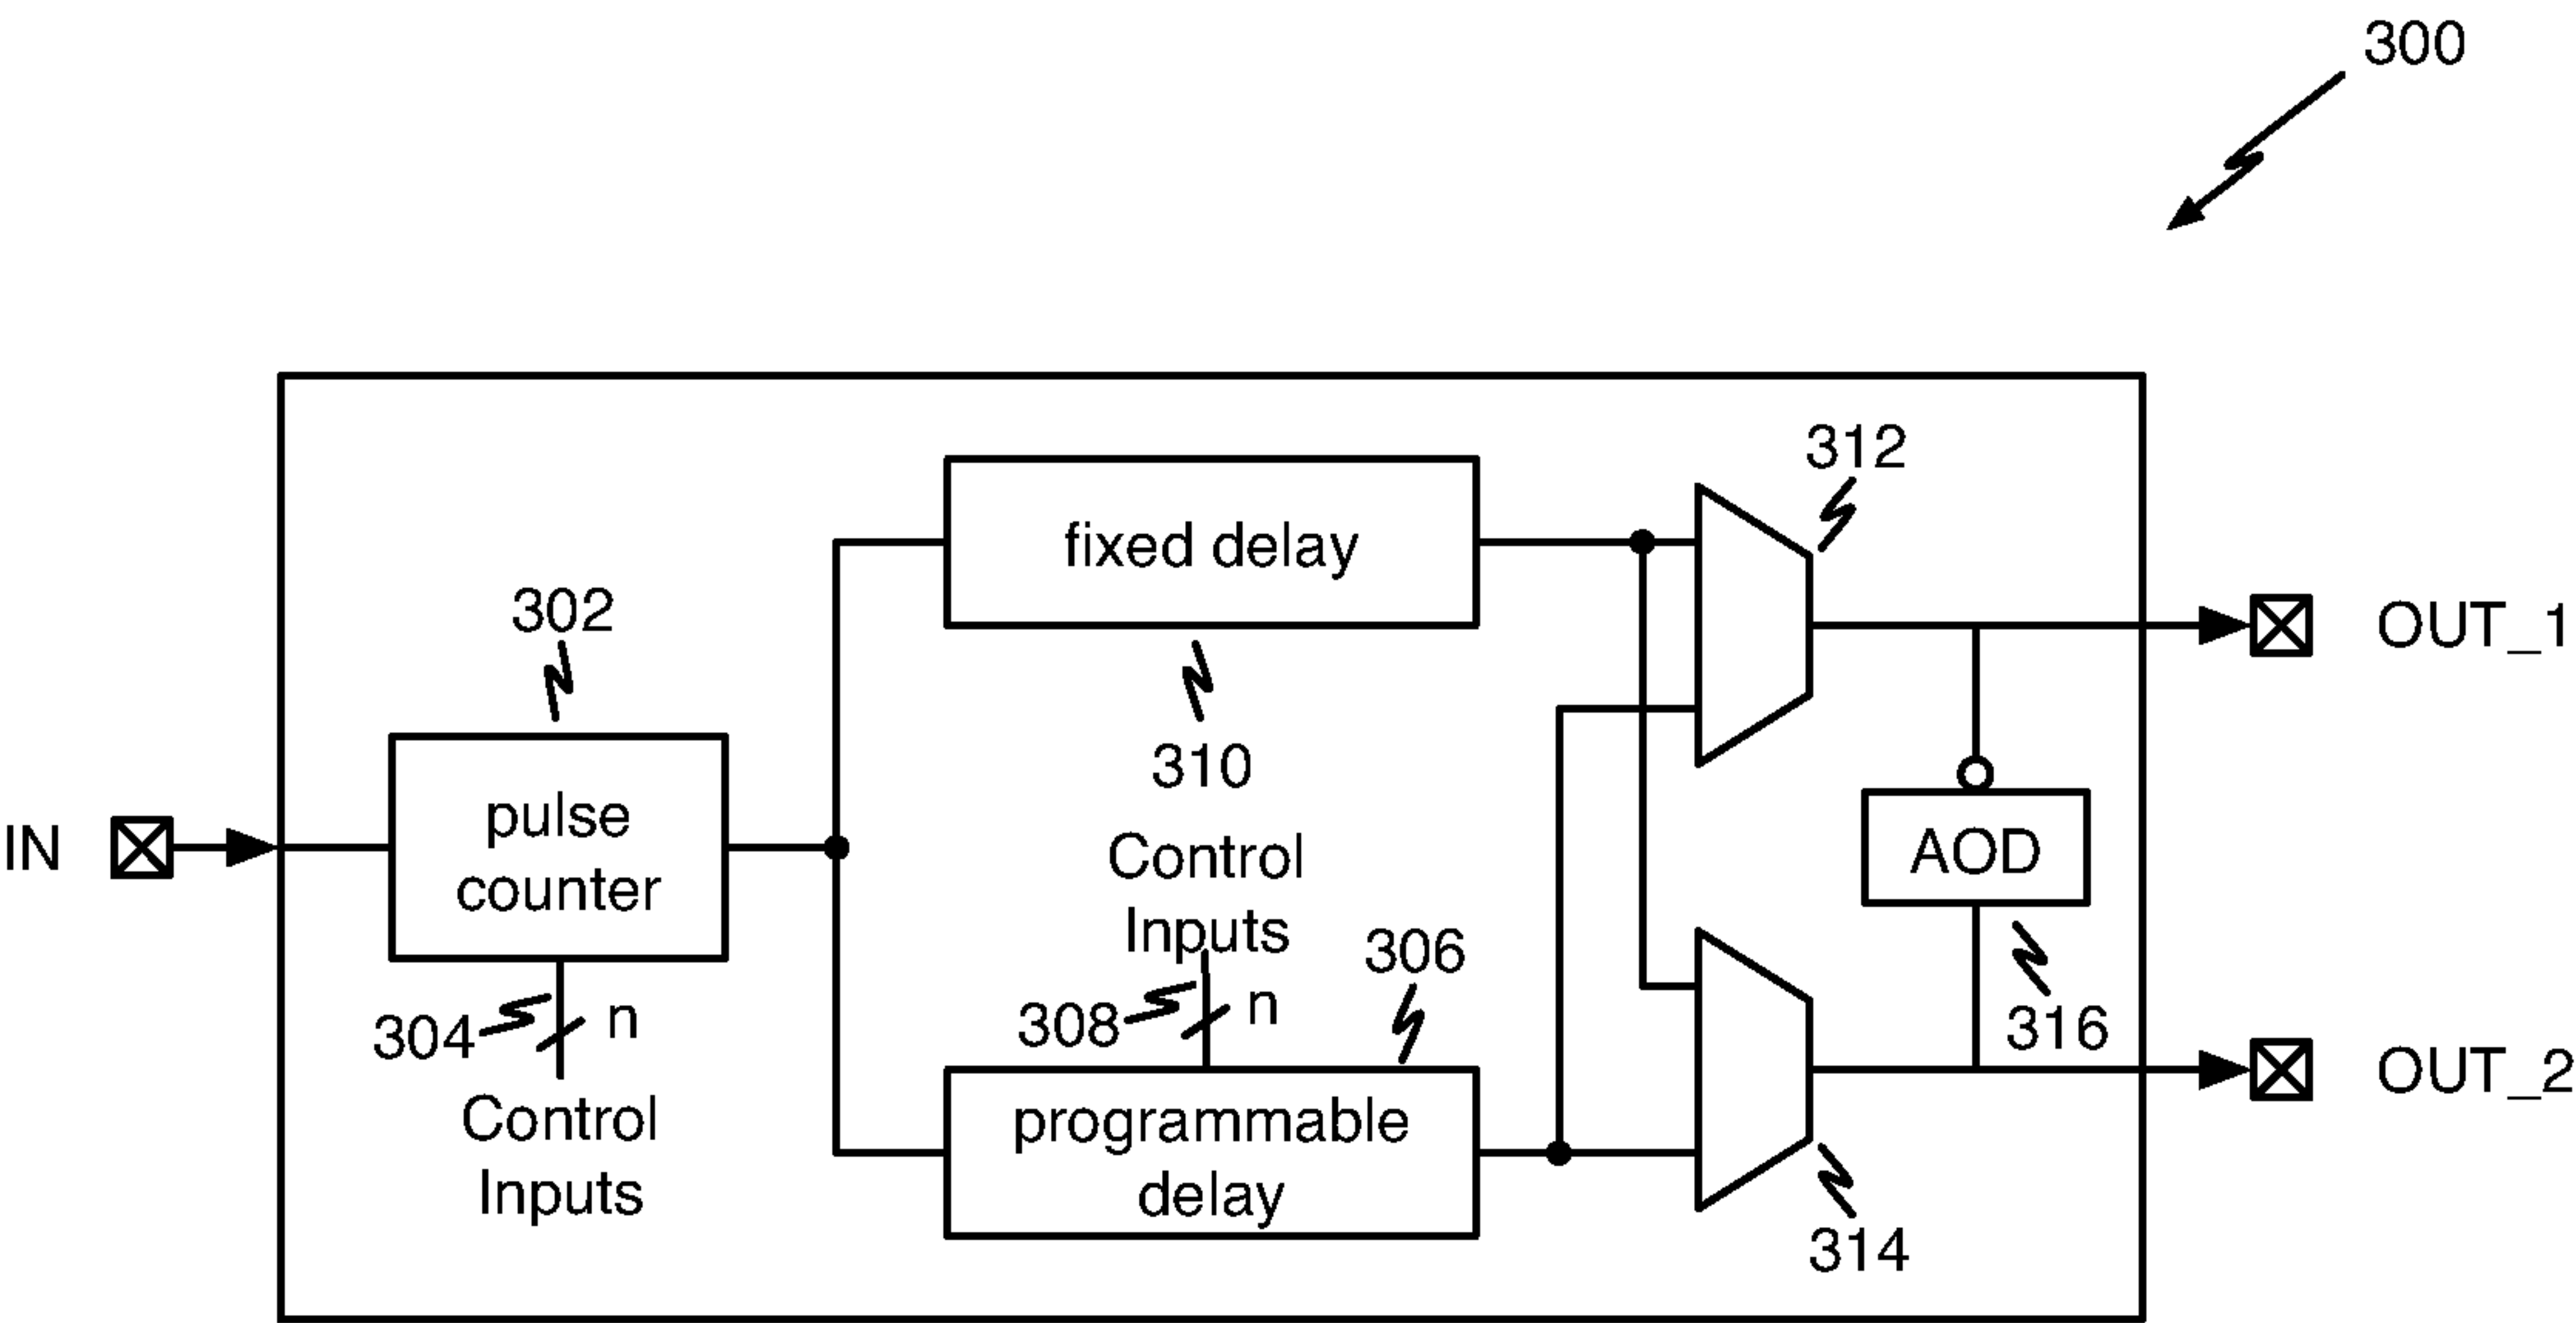 300
312
fixed delay
302
OUT_1
310
pulse
counter
IN
Control
Inputs
AOD
306
304
n
308
n
316
Control
Inputs
programmable
delay
OUT_2
314